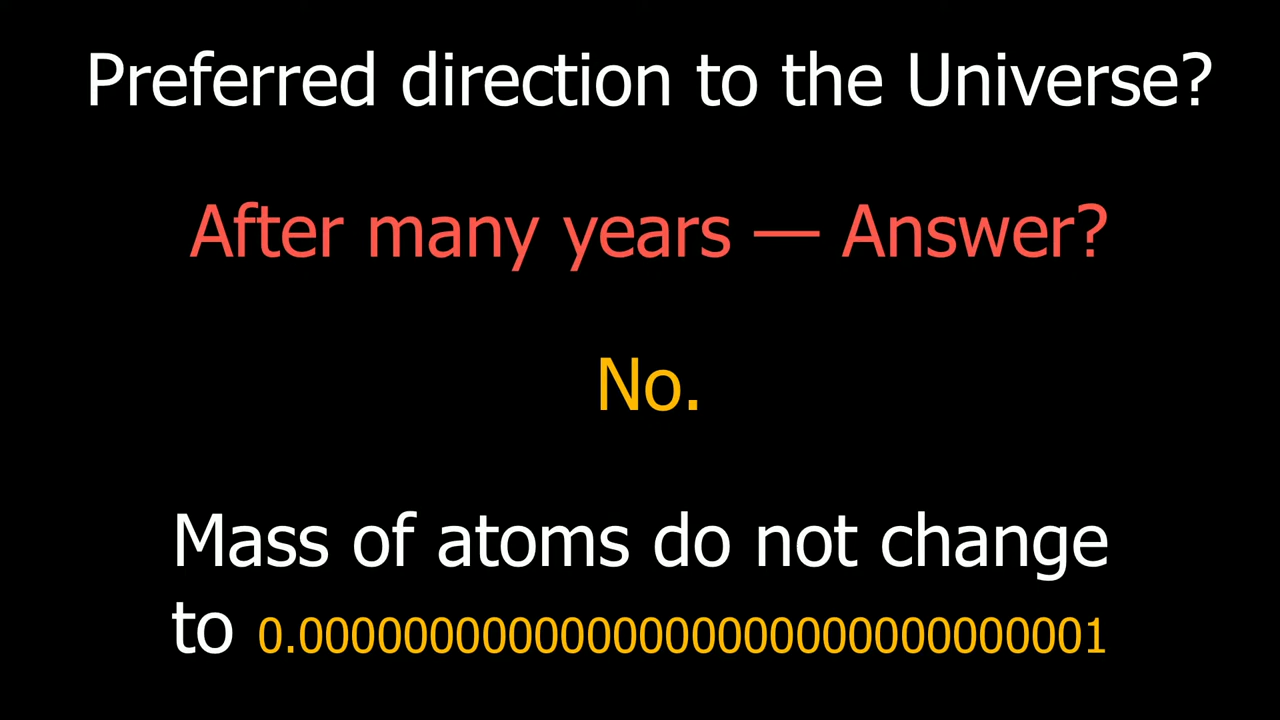 Preferred direction to the Universe?
After many years — Answer?
No.
Mass of atoms do not change
to 0.0000000000000000000000000000001